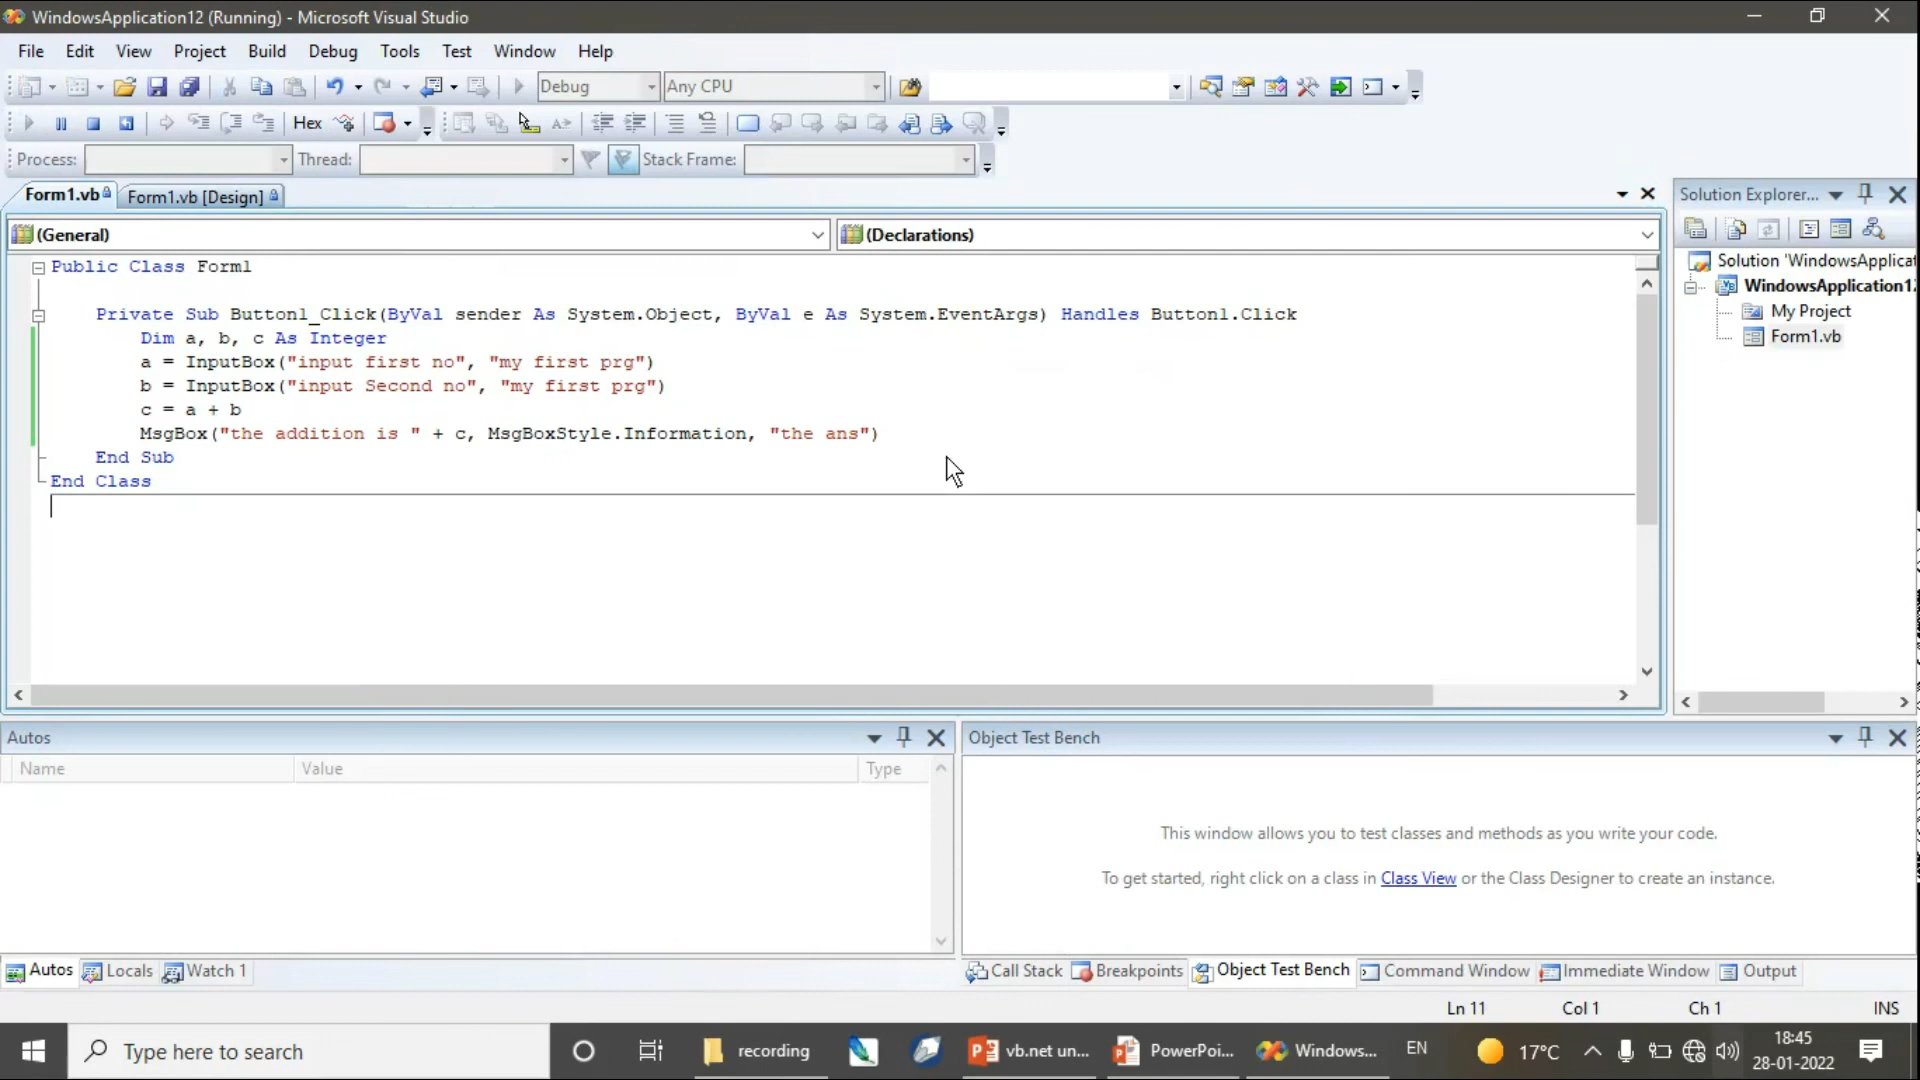 WindowsApplication12 (Running) - Microsoft Visual Studio
File Edit View Project Build Debug Tools Test Window Help
Debug Any CPU
Hex
Process: Thread: Stack Frame:
Form1.vb Form1.vb [Design]
(General) (Declarations)
Public Class Form1
Private Sub Button1_Click(ByVal sender As System.Object, ByVal e As System.EventArgs) Handles Button1.Click
Dim a, b, c As Integer
a = InputBox("input first no", "my first prg")
b = InputBox("input Second no", "my first prg")
c = a + b
MsgBox("the addition is " + c, MsgBoxStyle.Information, "the ans")
End Sub
End Class
Solution Explorer...
Solution 'WindowsApplicat
WindowsApplication1
My Project
Form1.vb
Autos
Name Value Type
Autos Locals Watch 1
Object Test Bench
This window allows you to test classes and methods as you write your code.
To get started, right click on a class in Class View or the Class Designer to create an instance.
Call Stack Breakpoints Object Test Bench Command Window Immediate Window Output
Ln 11 Col 1 Ch 1 INS
Type here to search
recording
vb.net un...
PowerPoi...
Windows...
EN
17°C
18:45
28-01-2022